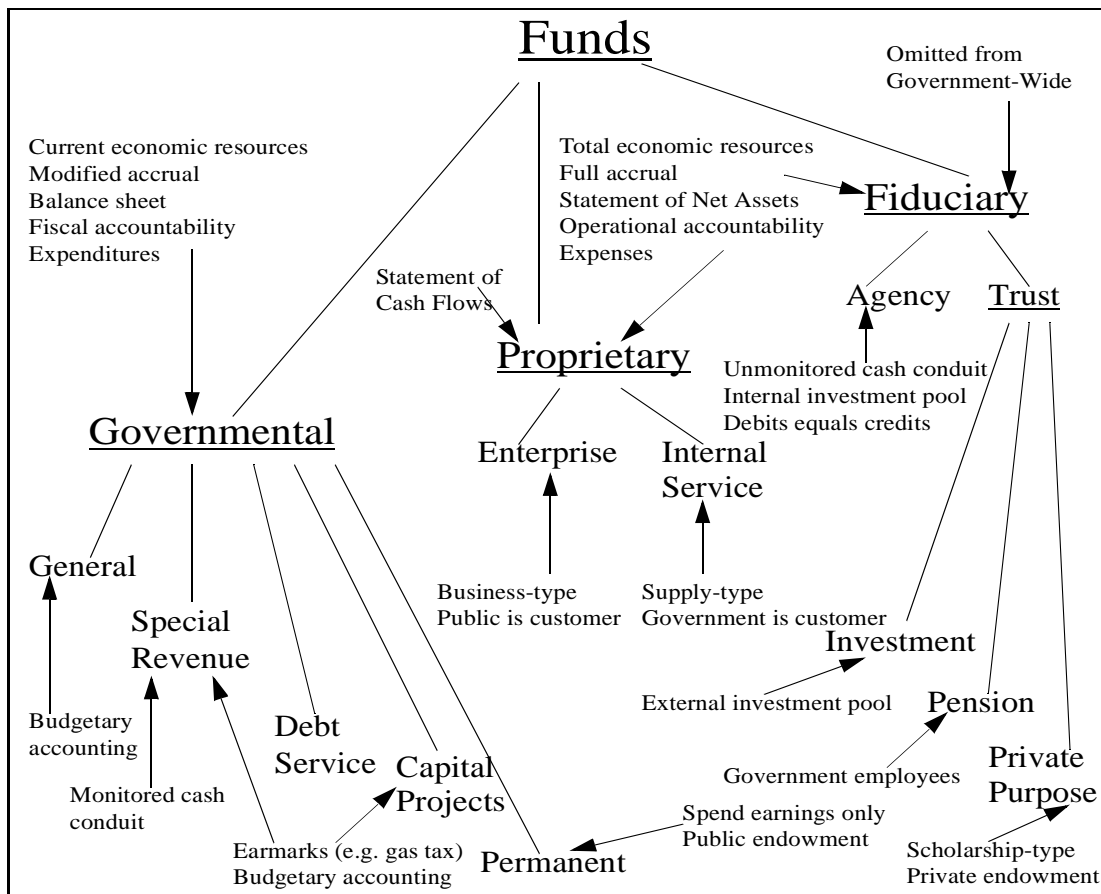 Funds
Omitted from
Government-Wide
Current economic resources
Modified accrual
Balance sheet
Fiscal accountability
Expenditures
Total economic resources
Full accrual
Statement of Net Assets
Operational accountability
Expenses
Fiduciary
Statement of
Cash Flows
Agency
Trust
Proprietary
Unmonitored cash conduit
Internal investment pool
Debits equals credits
Governmental
Enterprise
Internal
Service
General
Business-type
Public is customer
Supply-type
Government is customer
Special
Revenue
Investment
External investment pool
Pension
Budgetary
accounting
Debt
Service
Capital
Projects
Government employees
Private
Purpose
Monitored cash
conduit
Spend earnings only
Public endowment
Earmarks (e.g. gas tax)
Budgetary accounting
Permanent
Scholarship-type
Private endowment